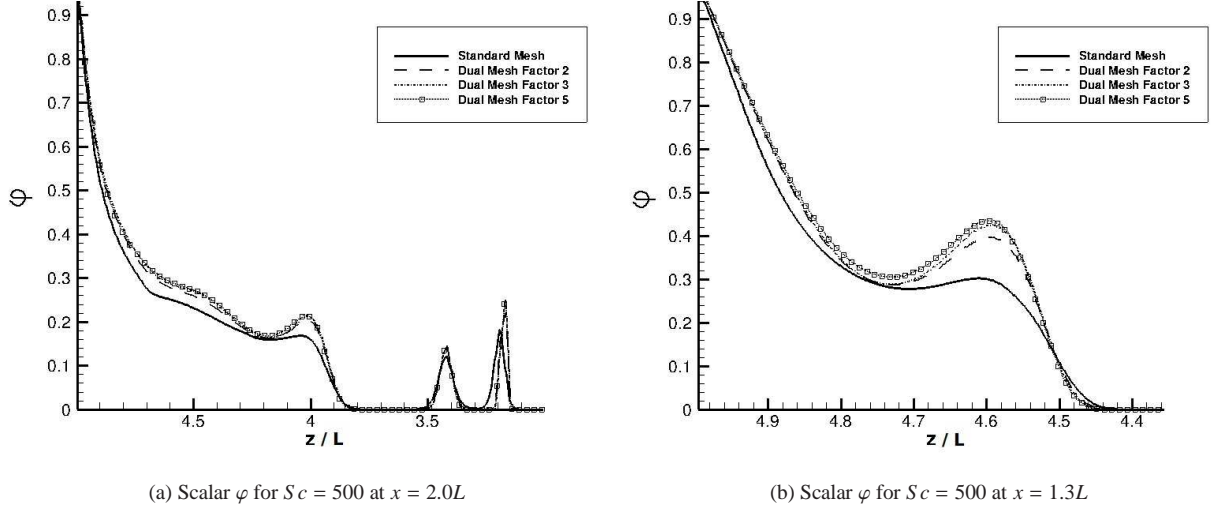 0.9
0.8
0.7
0.6
0.5
0.4
0.3
0.2
0.1
0
φ
4.5
4
3.5
z / L
Standard Mesh
Dual Mesh Factor 2
Dual Mesh Factor 3
Dual Mesh Factor 5
(a) Scalar φ for Sc = 500 at x = 2.0L
0.9
0.8
0.7
0.6
0.5
0.4
0.3
0.2
0.1
0
φ
4.9
4.8
4.7
4.6
4.5
4.4
z / L
Standard Mesh
Dual Mesh Factor 2
Dual Mesh Factor 3
Dual Mesh Factor 5
(b) Scalar φ for Sc = 500 at x = 1.3L